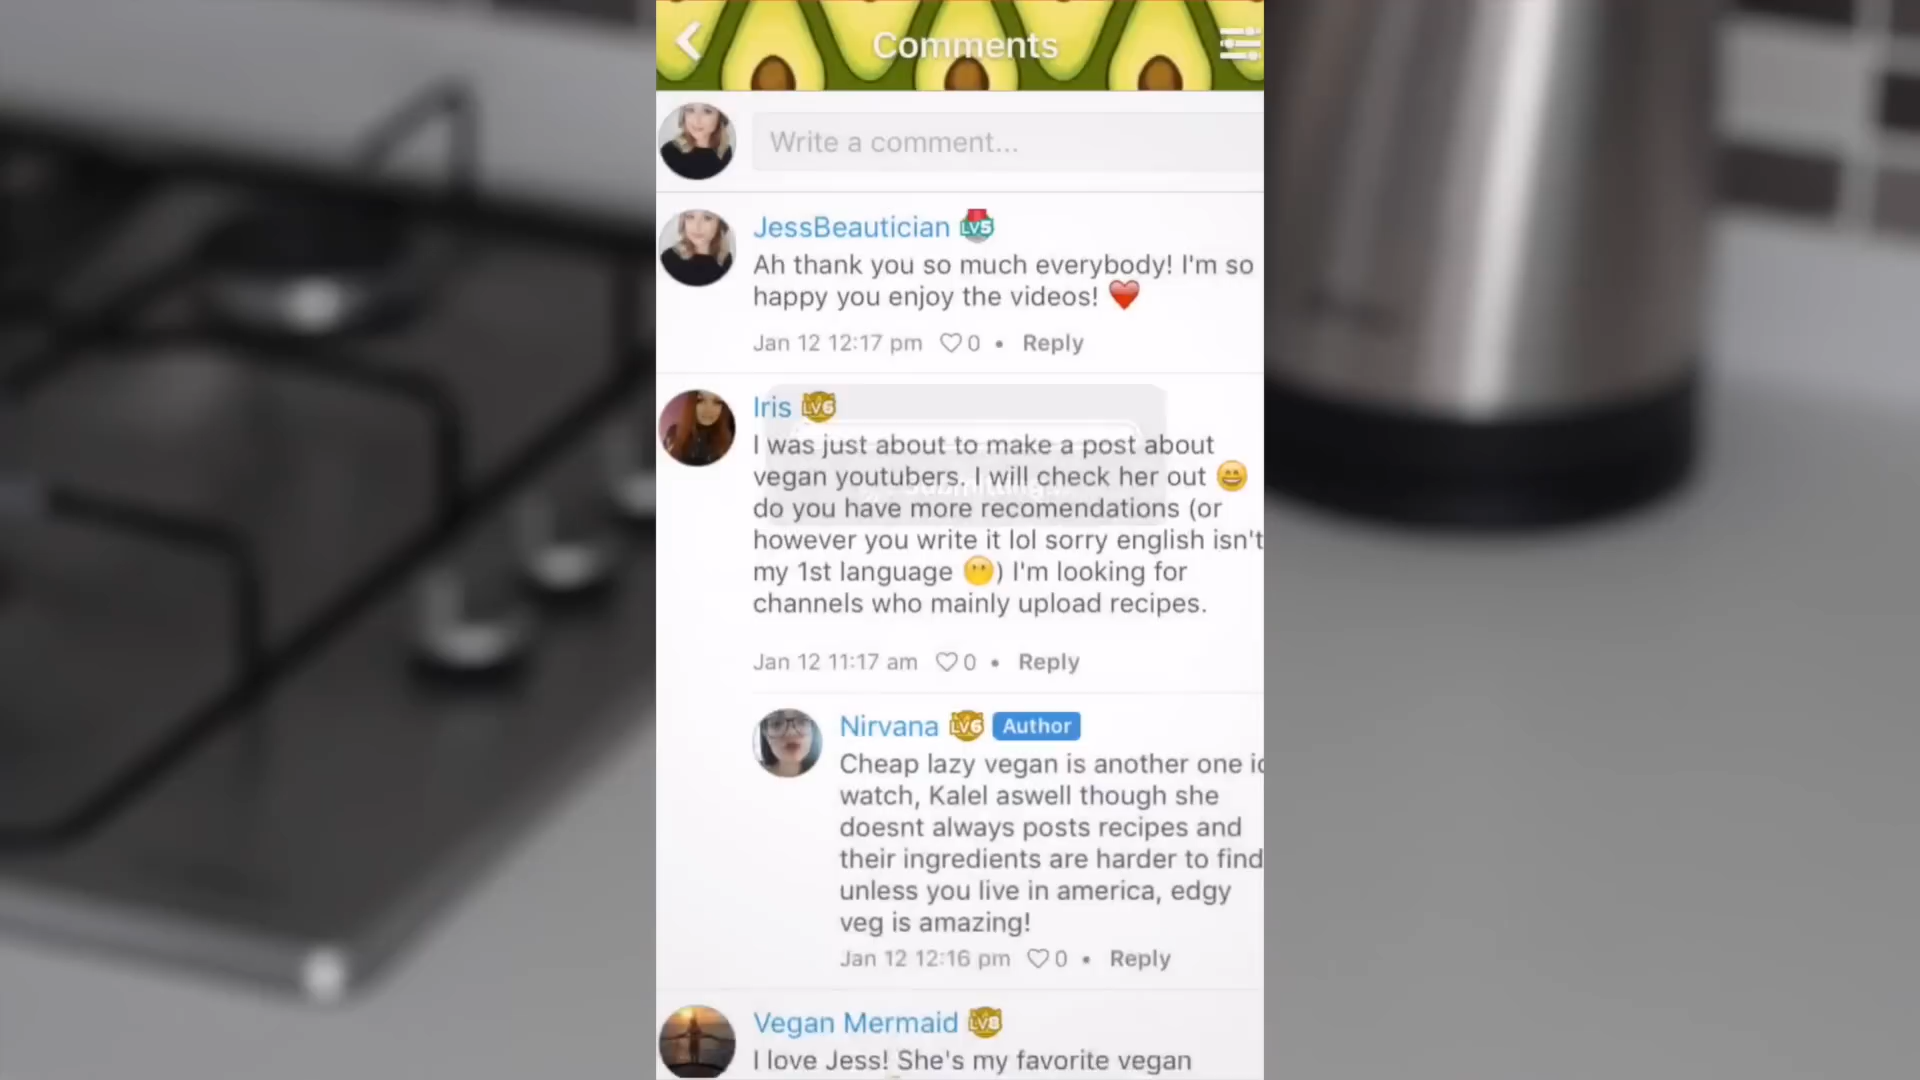 Comments
Write a comment...
JessBeautician LV5
Ah thank you so much everybody! I'm so
happy you enjoy the videos! ❤️
Jan 12 12:17 pm 0 • Reply
Iris LV6
I was just about to make a post about
vegan youtubers. I will check her out 😄
do you have more recomendations (or
however you write it lol sorry english isn't
my 1st language 😶) I'm looking for
channels who mainly upload recipes.
Jan 12 11:17 am 0 • Reply
Nirvana LV6 Author
Cheap lazy vegan is another one
watch, Kalel aswell though she
doesnt always posts recipes and
their ingredients are harder to find
unless you live in america, edgy
veg is amazing!
Jan 12 12:16 pm 0 • Reply
Vegan Mermaid LV8
I love Jess! She's my favorite vegan